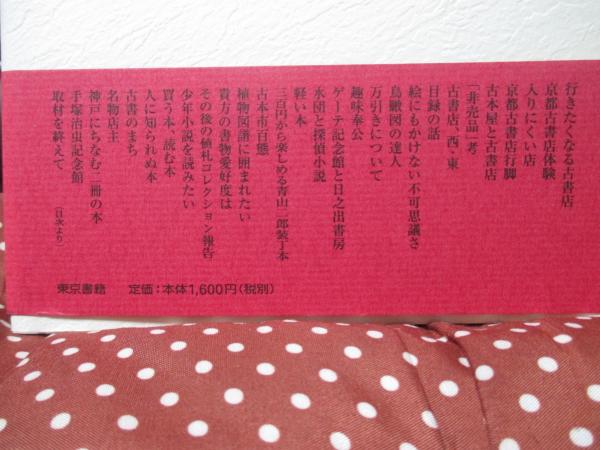 行きたくなる古書店
京都古書店体験
入りにくい店
京都古書店行脚
古本屋と古書店
「非売品」考
古書店、西・東
目録の話
絵にもかけない不可思議さ
鳥瞰図の達人
万引きについて
趣味奉公
ゲーテ記念館と日之出書房
水団と探偵小説
軽い本
三百円から楽しめる青山二郎装丁本
古本市百態
植物図譜に囲まれたい
貴方の書物愛好度は
その後の値札コレクション報告
少年小説を読みたい
買う本、読む本
人に知られぬ本
古書のまち
名物店主
神戸にちなむ二冊の本
手塚治虫記念館
取材を終えて
（目次より）
東京書籍　定価：本体1,600円（税別）